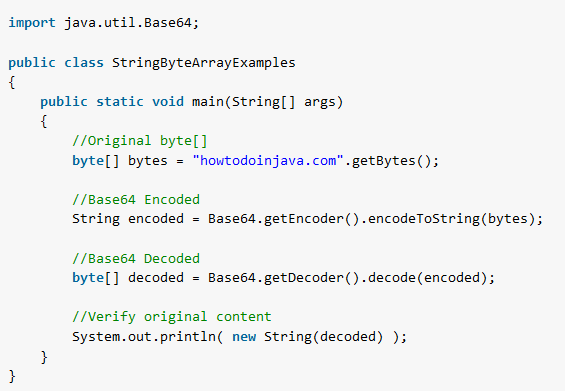 import java.util.Base64;
public class StringByteArrayExamples
{
    public static void main(String[] args)
    {
        //Original byte[]
        byte[] bytes = "howtodoinjava.com".getBytes();
        //Base64 Encoded
        String encoded = Base64.getEncoder().encodeToString(bytes);
        //Base64 Decoded
        byte[] decoded = Base64.getDecoder().decode(encoded);
        //Verify original content
        System.out.println( new String(decoded) );
    }
}